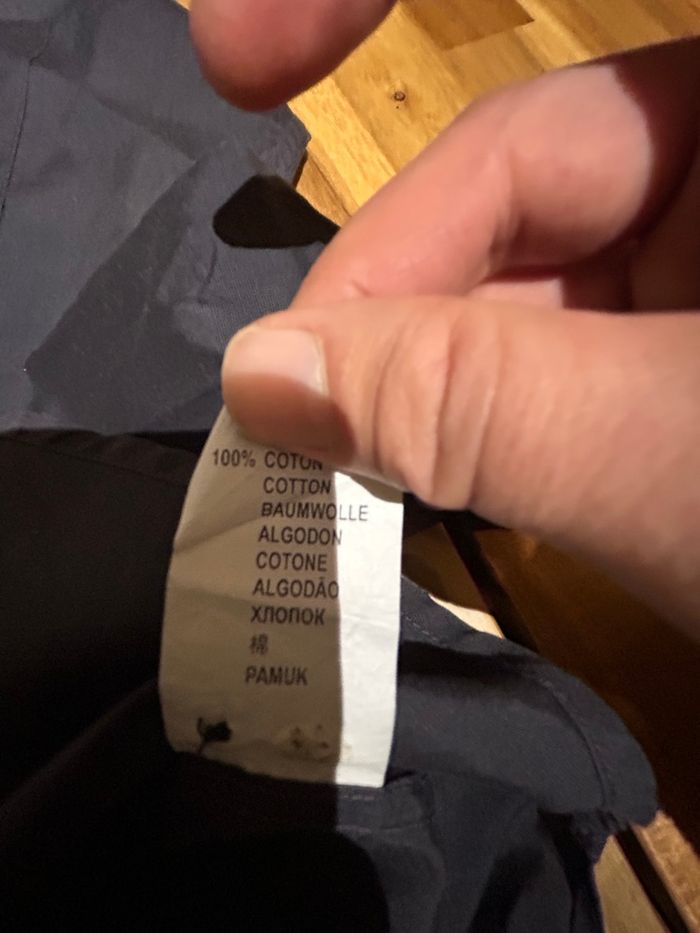 100% COTON
COTTON
BAUMWOLLE
ALGODON
COTONE
ALGODÃO
ХЛОПОК
棉
PAMUK